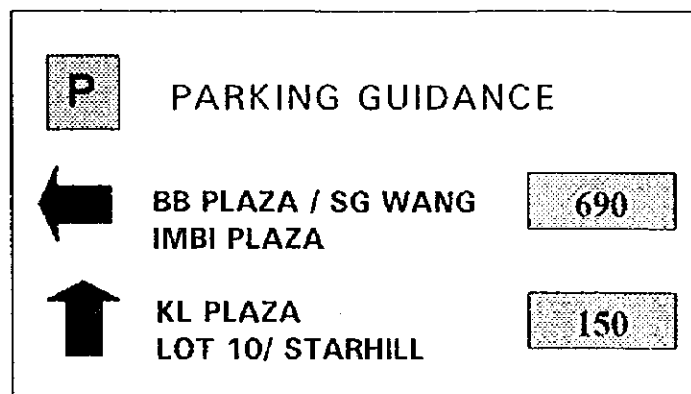 P PARKING GUIDANCE
BB PLAZA / SG WANG 690
IMBI PLAZA
KL PLAZA
LOT 10/ STARHILL 150